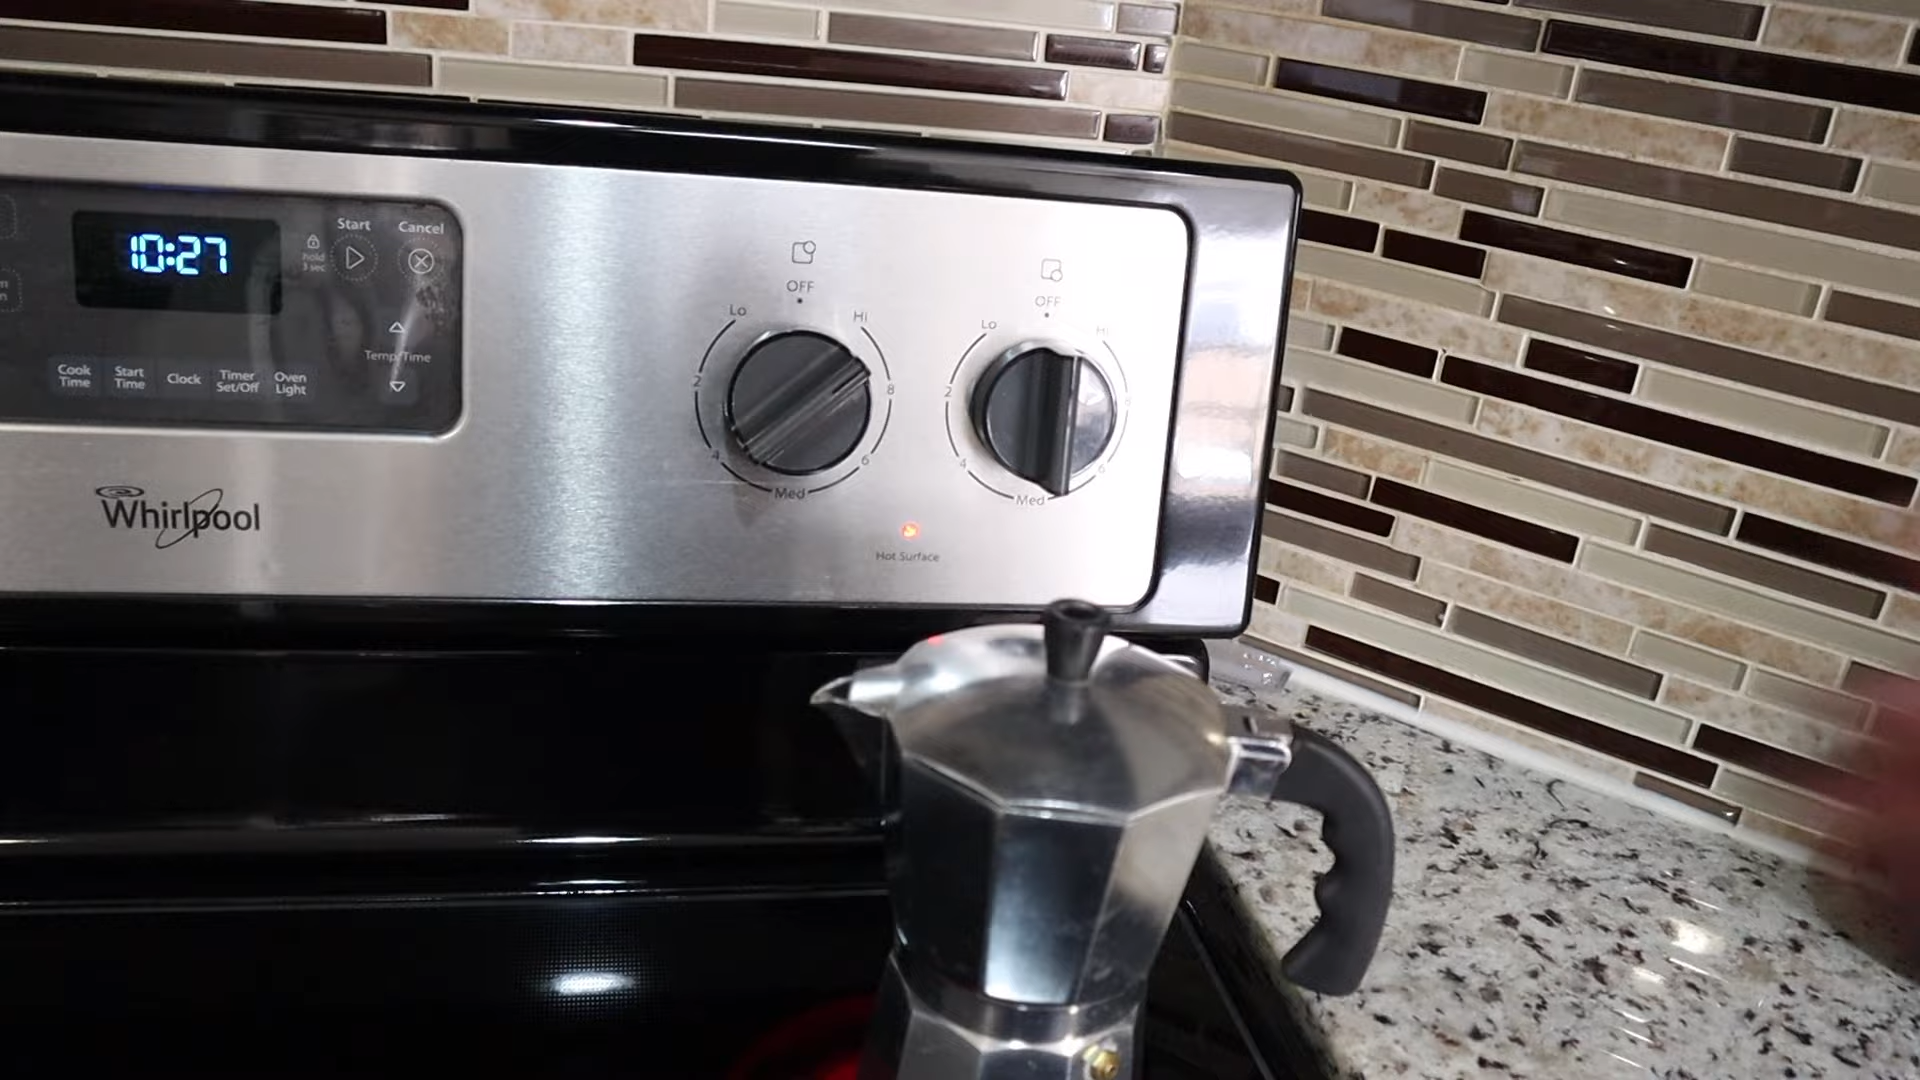 10:27
hold
3 sec
Start
Cancel
Temp/Time
Cook
Time
Start
Time
Clock
Timer
Set/Off
Oven
Light
Whirlpool
OFF
Lo
Hi
2
8
4
6
Med
OFF
Lo
Hi
2
8
4
6
Med
Hot Surface